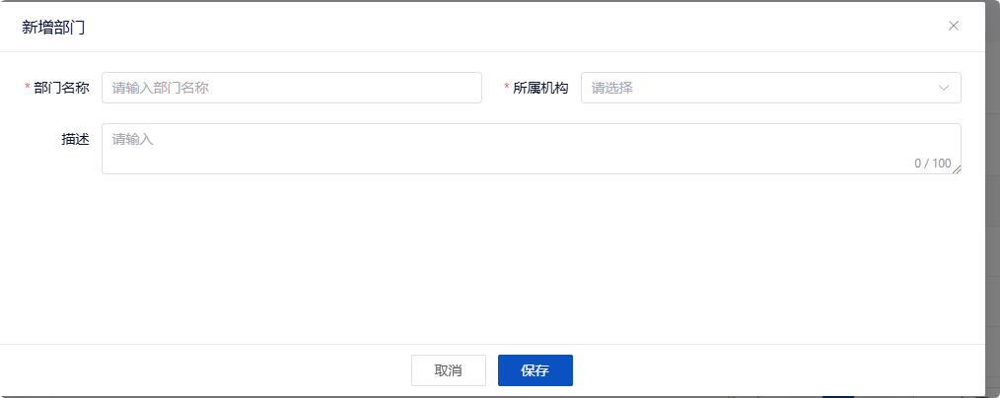 新增部门
* 部门名称 请输入部门名称 * 所属机构 请选择
描述 请输入
0 / 100
取消 保存